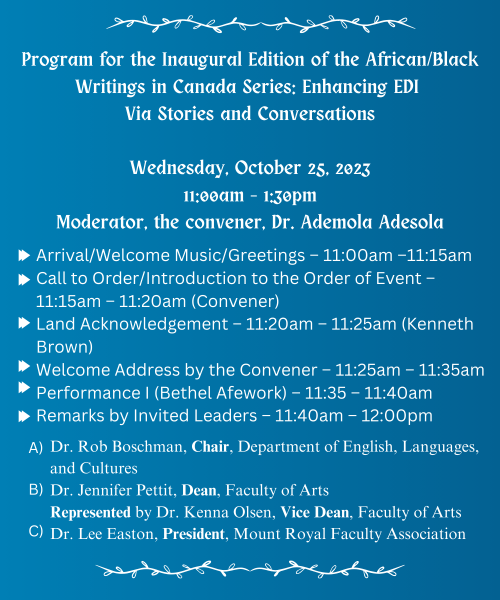 Program for the Inaugural Edition of the African/Black
Writings in Canada Series: Enhancing EDI
Via Stories and Conversations
Wednesday, October 25, 2023
11:00am - 1:30pm
Moderator, the convener, Dr. Ademola Adesola
Arrival/Welcome Music/Greetings – 11:00am –11:15am
Call to Order/Introduction to the Order of Event –
11:15am – 11:20am (Convener)
Land Acknowledgement – 11:20am – 11:25am (Kenneth
Brown)
Welcome Address by the Convener – 11:25am – 11:35am
Performance I (Bethel Afework) – 11:35 – 11:40am
Remarks by Invited Leaders – 11:40am – 12:00pm
A) Dr. Rob Boschman, Chair, Department of English, Languages,
and Cultures
B) Dr. Jennifer Pettit, Dean, Faculty of Arts
Represented by Dr. Kenna Olsen, Vice Dean, Faculty of Arts
C) Dr. Lee Easton, President, Mount Royal Faculty Association